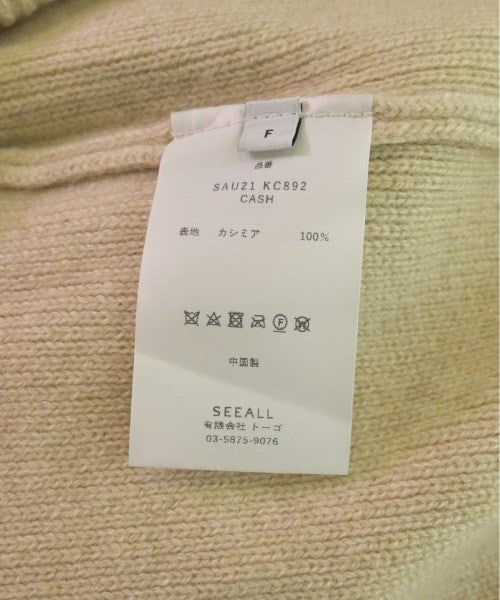 F
品番
SAU21 KC892
CASH
表地 カシミア 100%
F
中国製
SEEALL
有限会社 トーゴ
03-5875-9076